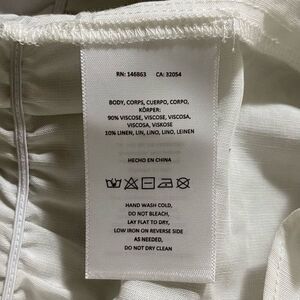 RN: 146863 CA: 32054
BODY, CORPS, CUERPO, CORPO,
KÖRPER:
90% VISCOSE, VISCOSE, VISCOSA,
VISCOSA, VISKOSE
10% LINEN, LIN, LINO, LINO, LEINEN
HECHO EN CHINA
HAND WASH COLD,
DO NOT BLEACH,
LAY FLAT TO DRY,
LOW IRON ON REVERSE SIDE
AS NEEDED,
DO NOT DRY CLEAN